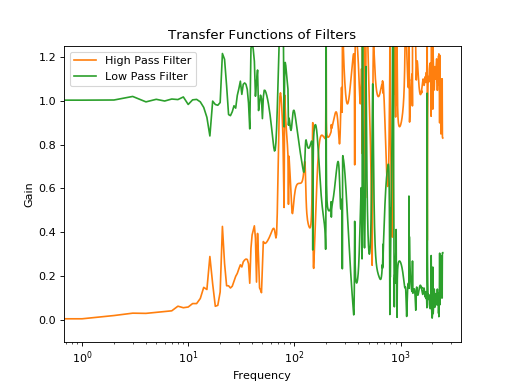 Transfer Functions of Filters
High Pass Filter
Low Pass Filter
Gain
1.2
1.0
0.8
0.6
0.4
0.2
0.0
10⁰ 10¹ 10² 10³
Frequency